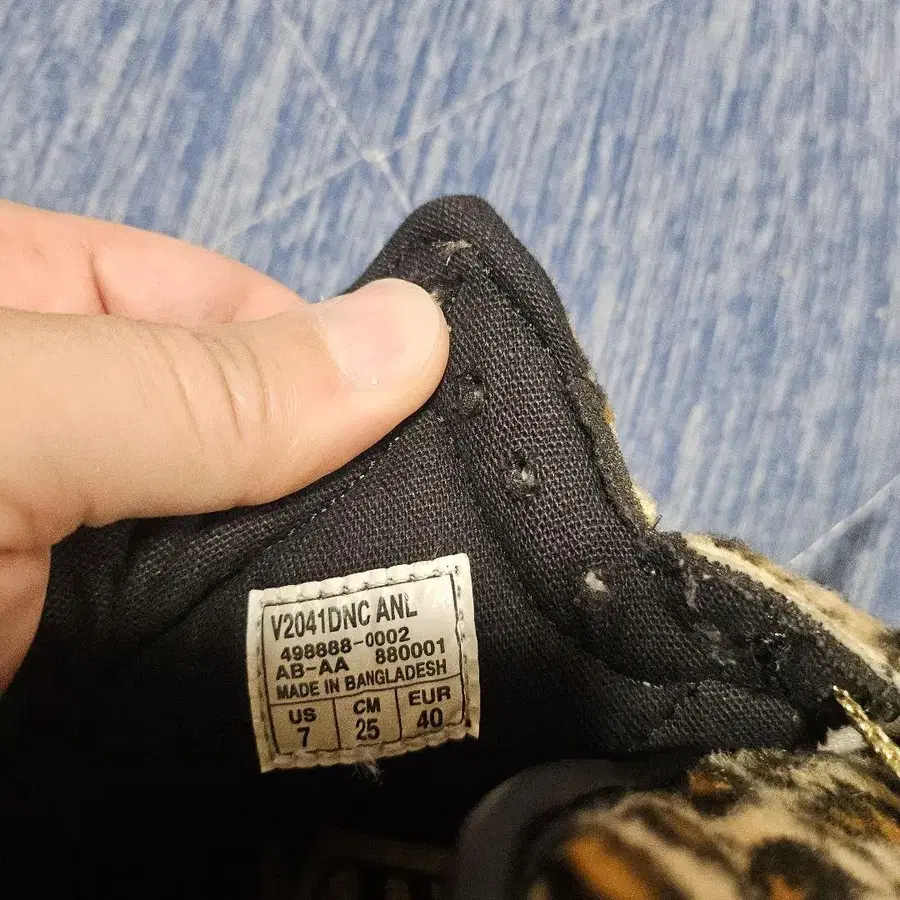 V2041DNC ANL
498888-0002
AB-AA 880001
MADE IN BANGLADESH
US CM EUR
7 25 40